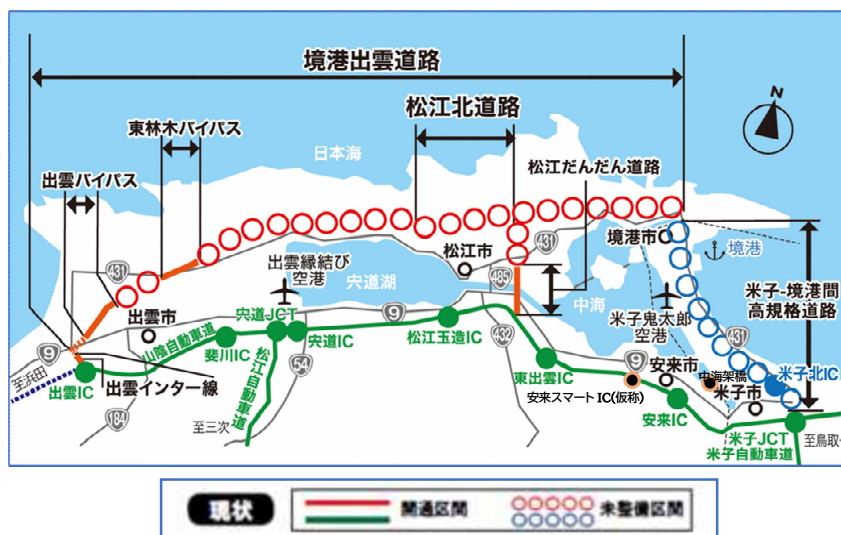 境港出雲道路
松江北道路
東林木バイパス
日本海
松江だんだん道路
出雲バイパス
N
境港市
境港
431
431
松江市
出雲縁結び
空港
宍道湖
485
中海
米子-境港間
高規格道路
出雲市
宍道JCT
宍道IC
9
松江玉造IC
432
米子鬼太郎
空港
431
9
至浜田
山陰自動車道
斐川IC
松江自動車道
54
東出雲IC
9
安来市
中海架橋
米子北IC
出雲IC
出雲インター線
安来スマートIC(仮称)
米子市
184
至三次
安来IC
米子JCT
米子自動車道
至鳥取
現状
開通区間
未整備区間